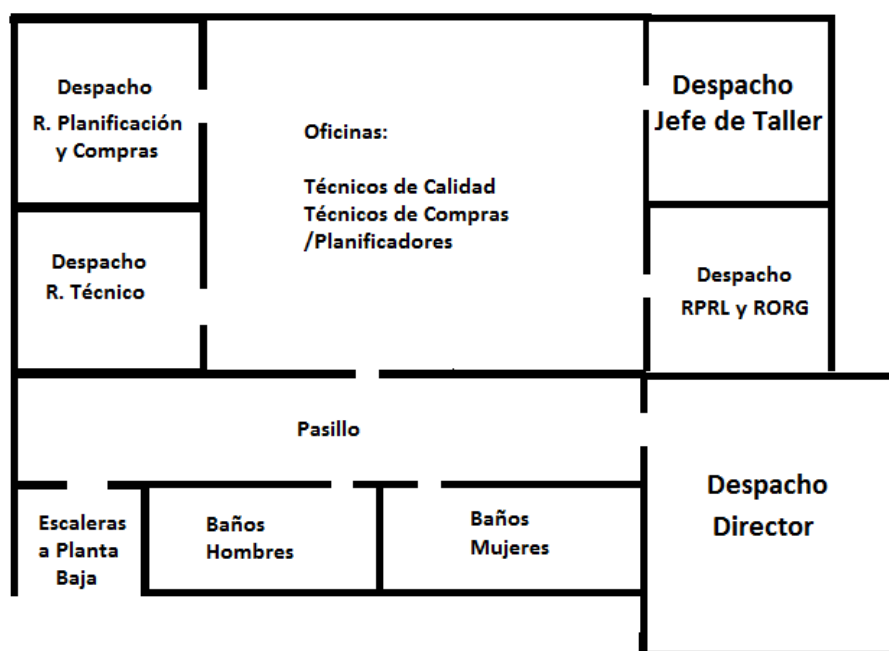 Despacho
R. Planificación
y Compras
Oficinas:
Técnicos de Calidad
Técnicos de Compras
/Planificadores
Despacho
Jefe de Taller
Despacho
R. Técnico
Despacho
RPRL y RORG
Pasillo
Despacho
Director
Escaleras
a Planta
Baja
Baños
Hombres
Baños
Mujeres